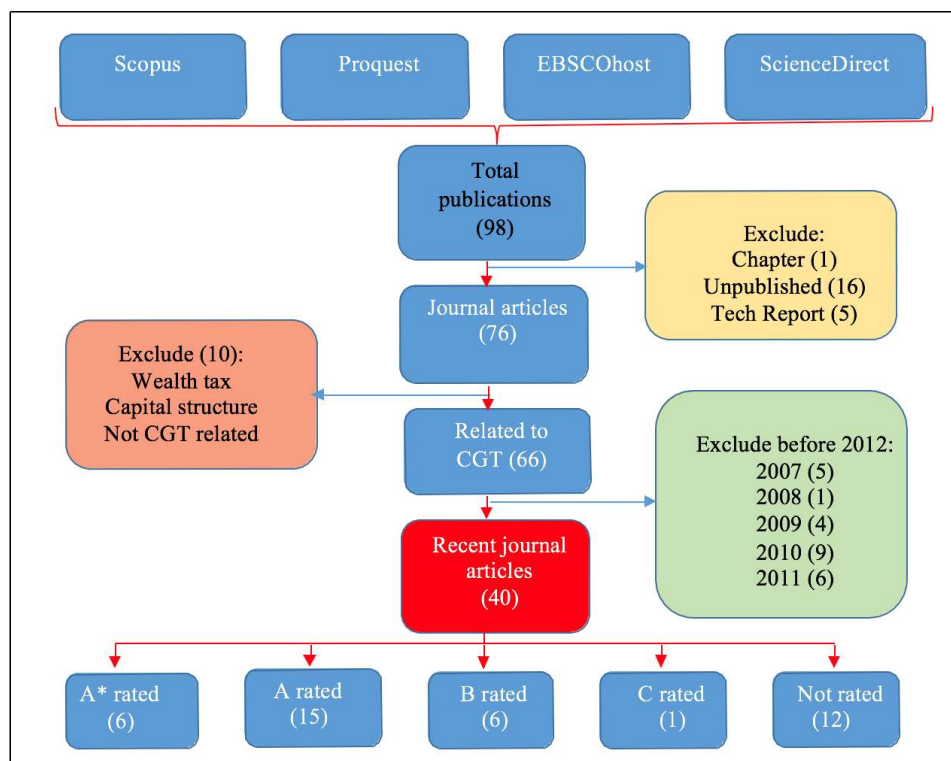 Scopus
Proquest
EBSCOhost
ScienceDirect
Total
publications
(98)
Exclude:
Chapter (1)
Unpublished (16)
Tech Report (5)
Journal articles
(76)
Exclude (10):
Wealth tax
Capital structure
Not CGT related
Related to
CGT (66)
Exclude before 2012:
2007 (5)
2008 (1)
2009 (4)
2010 (9)
2011 (6)
Recent journal
articles
(40)
A* rated
(6)
A rated
(15)
B rated
(6)
C rated
(1)
Not rated
(12)